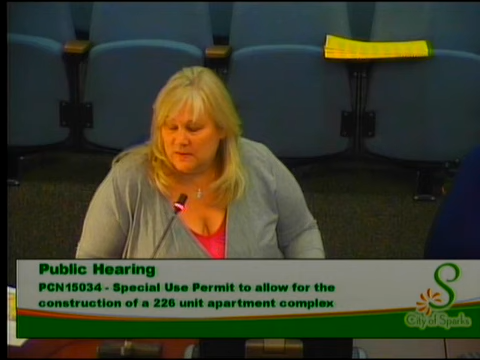 Public Hearing
PCN15034 - Special Use Permit to allow for the
construction of a 226 unit apartment complex
City of Sparks